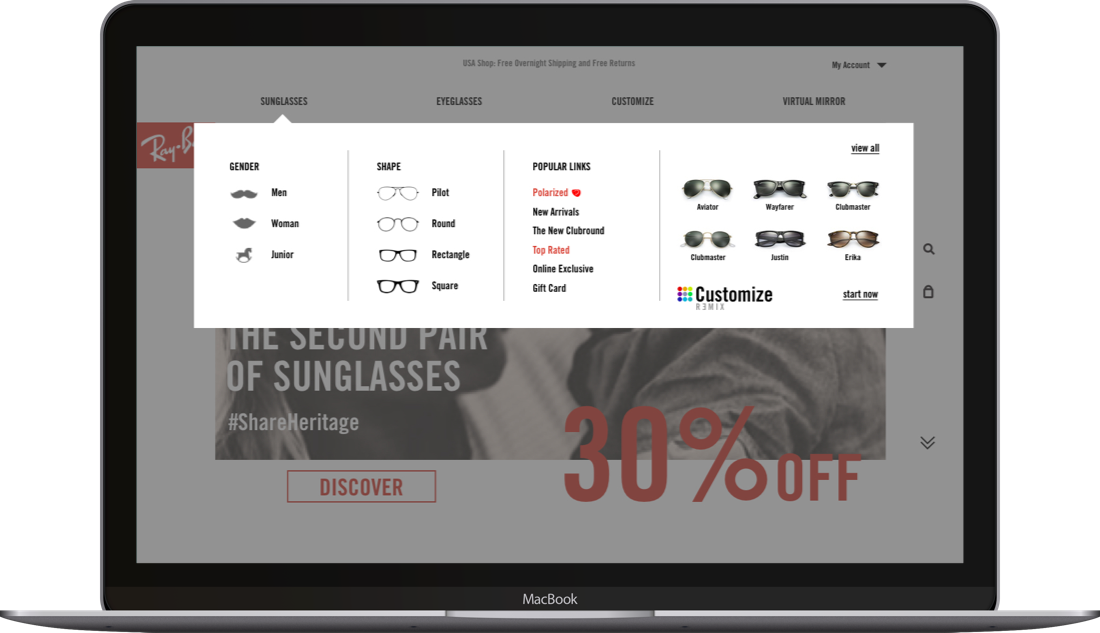 USA Shop: Free Overnight Shipping and Free Returns
My Account
SUNGLASSES
EYEGLASSES
CUSTOMIZE
VIRTUAL MIRROR
Ray-B
GENDER
Men
Woman
Junior
SHAPE
Pilot
Round
Rectangle
Square
POPULAR LINKS
Polarized
New Arrivals
The New Clubround
Top Rated
Online Exclusive
Gift Card
view all
Aviator
Wayfarer
Clubmaster
Clubmaster
Justin
Erika
Customize
REMIX
start now
THE SECOND PAIR
OF SUNGLASSES
#ShareHeritage
30% OFF
DISCOVER
MacBook